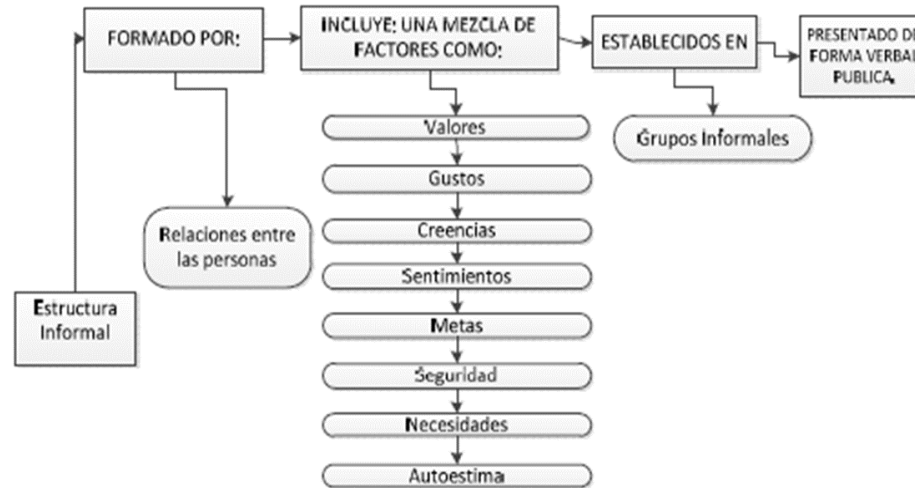 FORMADO POR:
INCLUYE: UNA MEZCLA DE
FACTORES COMO:
ESTABLECIDOS EN
PRESENTADO DE
FORMA VERBAL
PUBLICA.
Valores
Gustos
Creencias
Sentimientos
Metas
Seguridad
Necesidades
Autoestima
Grupos Informales
Relaciones entre
las personas
Estructura
Informal